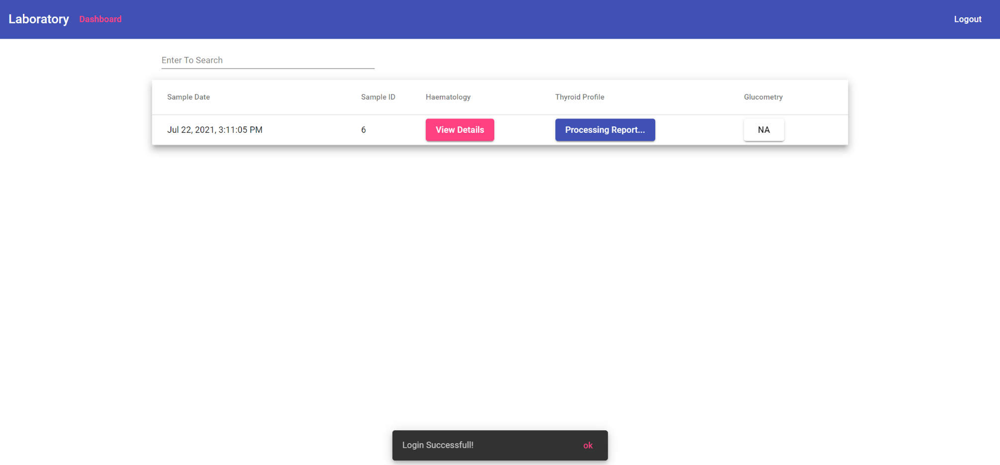 Laboratory Dashboard Logout
Enter To Search
Sample Date Sample ID Haematology Thyroid Profile Glucometry
Jul 22, 2021, 3:11:05 PM 6 View Details Processing Report... NA
Login Successfull! ok